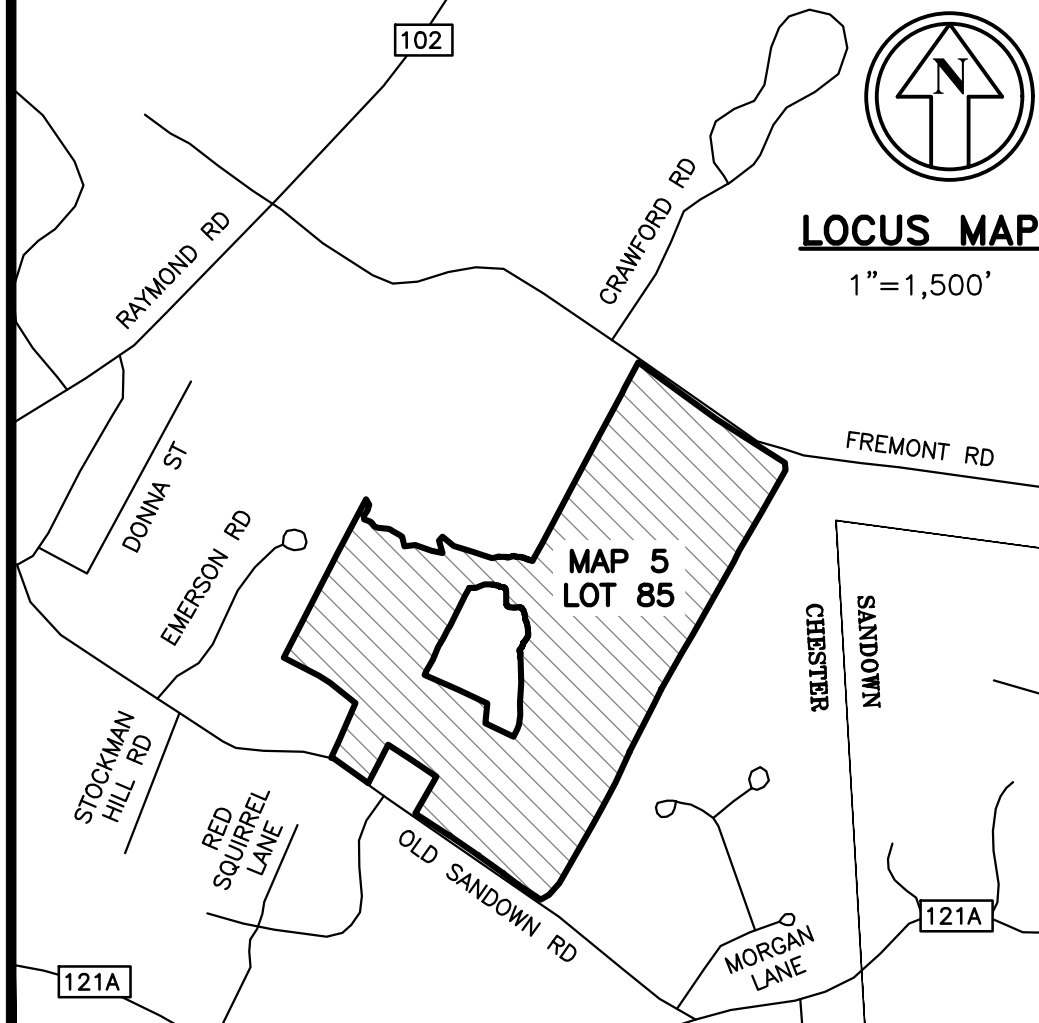 102
N
LOCUS MAP
1"=1,500'
RAYMOND RD
CRAWFORD RD
FREMONT RD
DONNA ST
EMERSON RD
MAP 5
LOT 85
CHESTER
SANDOWN
STOCKMAN
HILL RD
RED
SQUIRREL
LANE
OLD SANDOWN RD
MORGAN
LANE
121A
121A